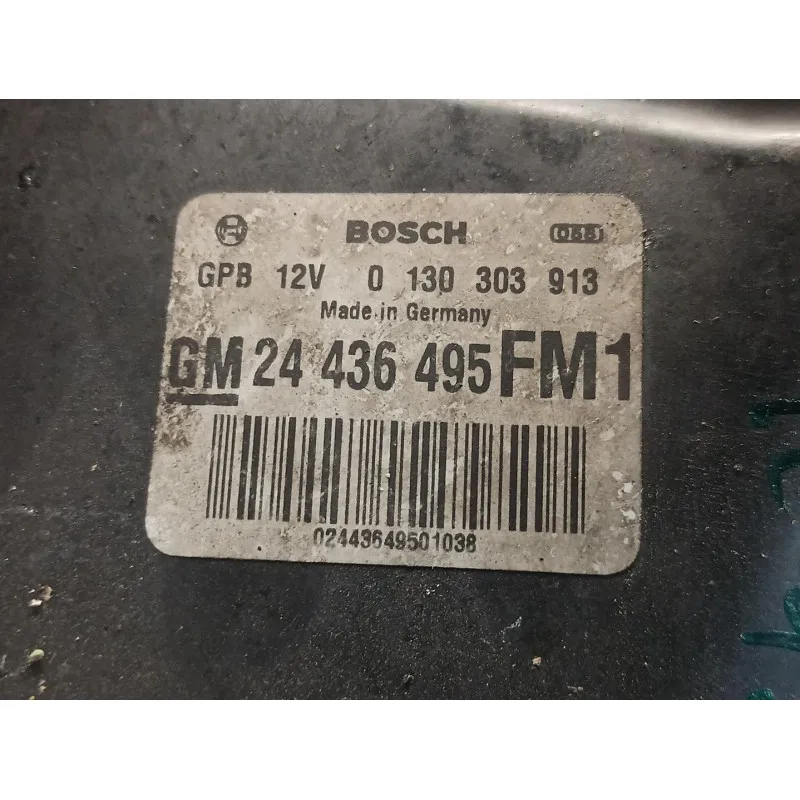 BOSCH
GPB 12V 0 130 303 913
Made in Germany
GM 24 436 495 FM1
02443649501038